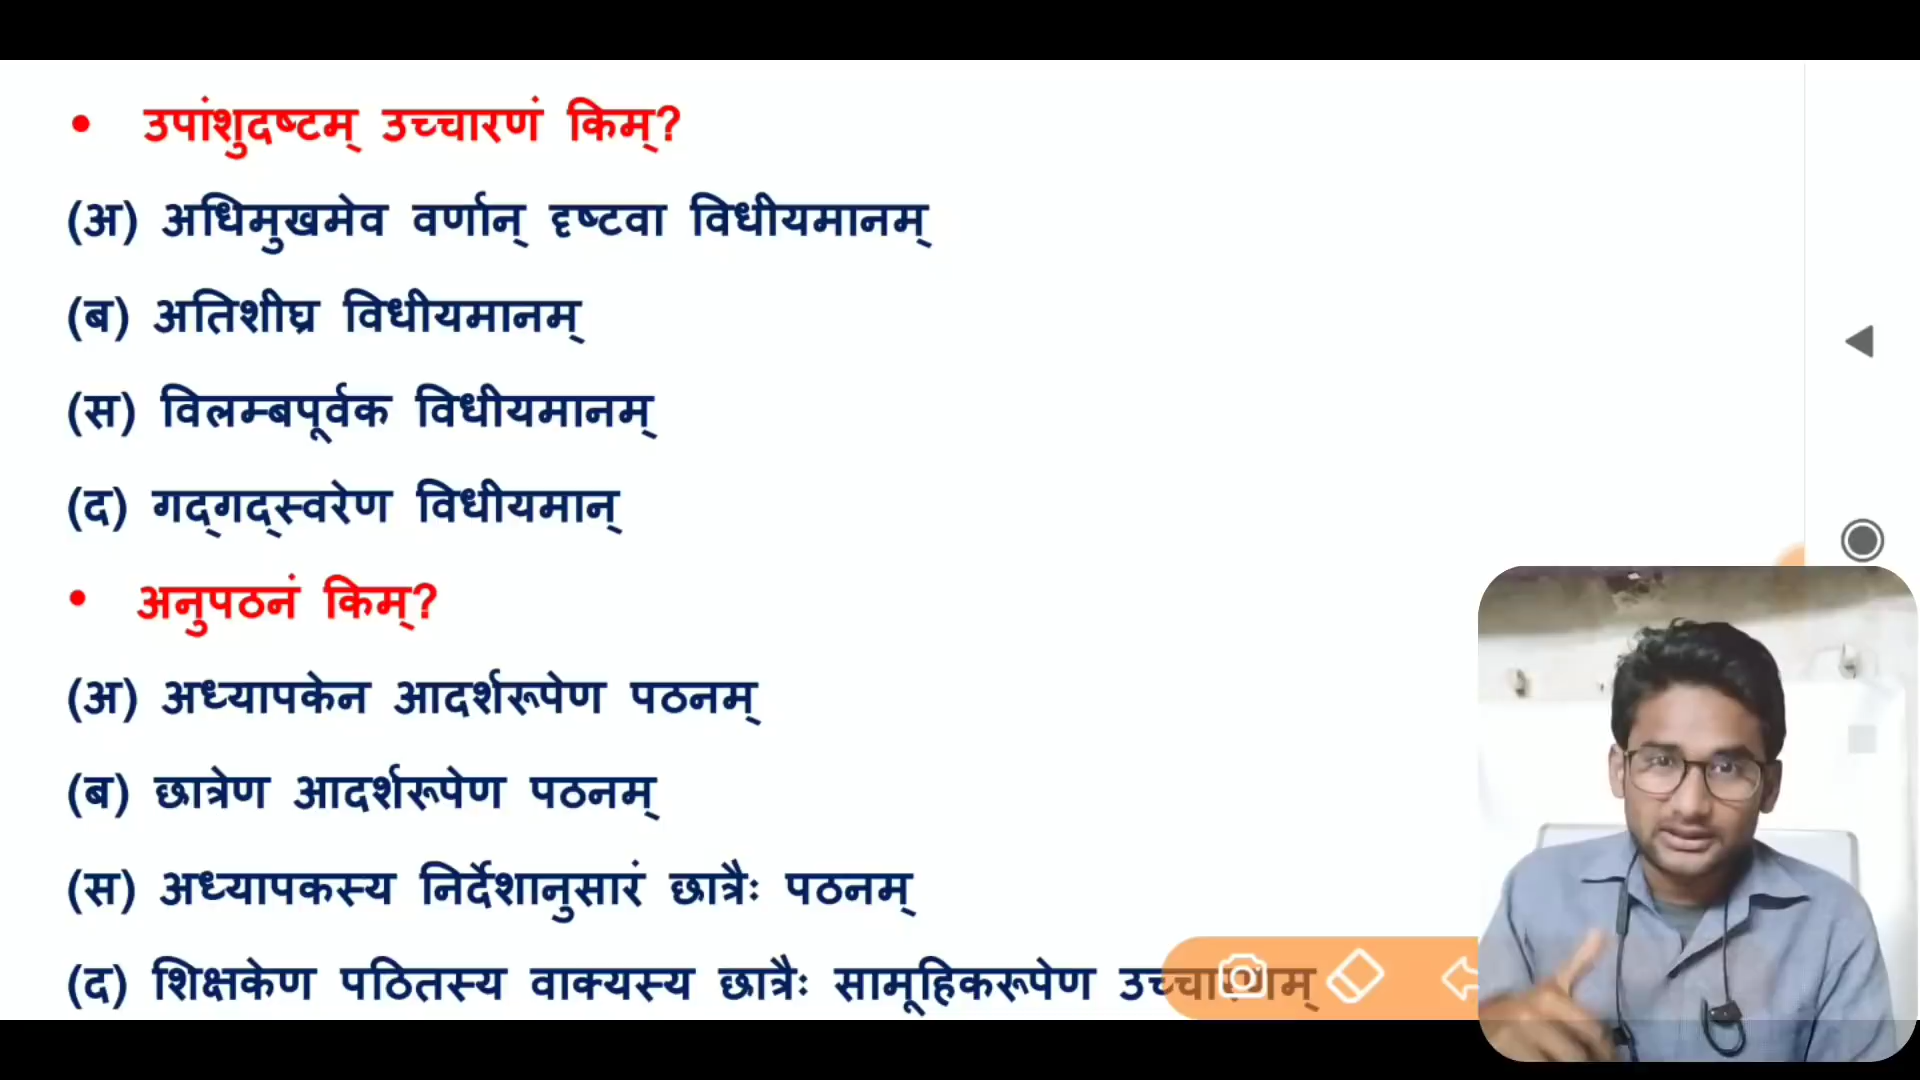 • उपांशुदष्टम् उच्चारणं किम्?
(अ) अधिमुखमेव वर्णान् दृष्टवा विधीयमानम्
(ब) अतिशीघ्र विधीयमानम्
(स) विलम्बपूर्वक विधीयमानम्
(द) गद्‌गद्‌स्वरेण विधीयमान्
• अनुपठनं किम्?
(अ) अध्यापकेन आदर्शरूपेण पठनम्
(ब) छात्रेण आदर्शरूपेण पठनम्
(स) अध्यापकस्य निर्देशानुसारं छात्रैः पठनम्
(द) शिक्षकेण पठितस्य वाक्यस्य छात्रैः सामूहिकरूपेण उच्चारणम्